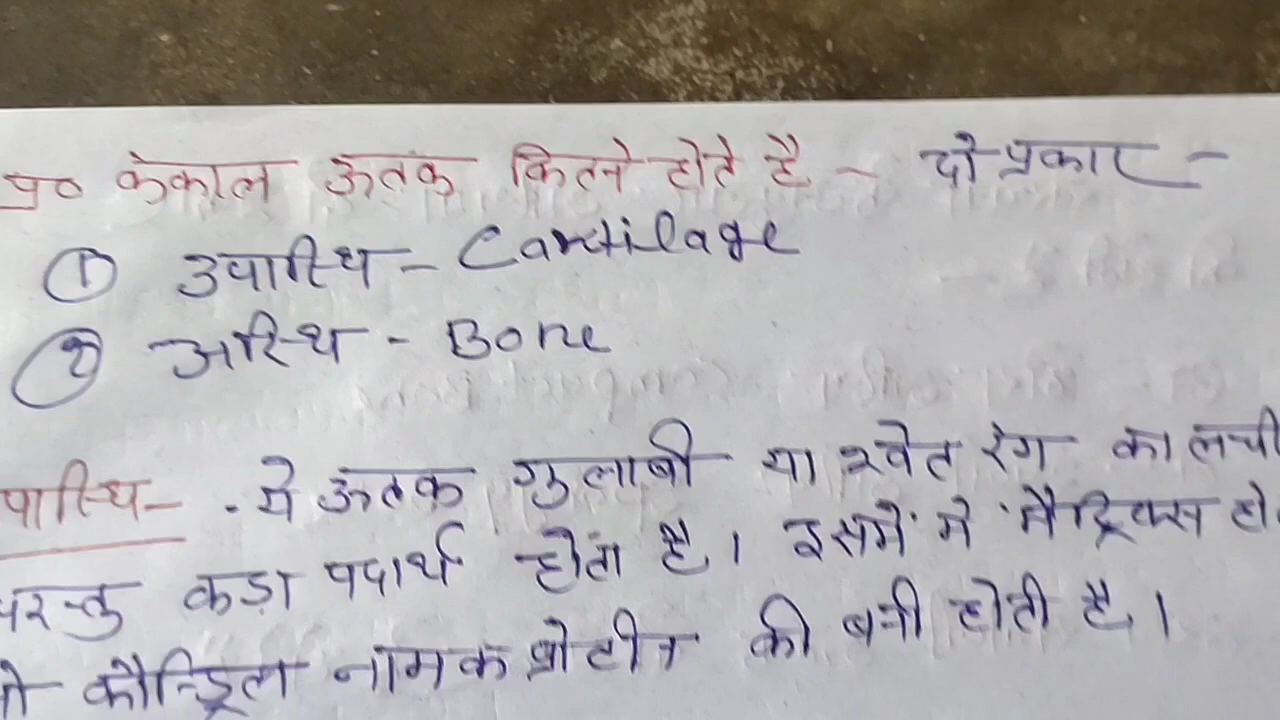 प्र० कंकाल ऊतक कितने होते है - दो प्रकार -
① उपास्थि - Cartilage
② अस्थि - Bone
पास्थि - - ये ऊतक गुलाबी या श्वेत रंग का लची
परन्तु कड़ा पदार्थ होता है। इसमें मे मैट्रिक्स हो
कौन्ड्रिल नामक प्रोटीन की बनी होती है।